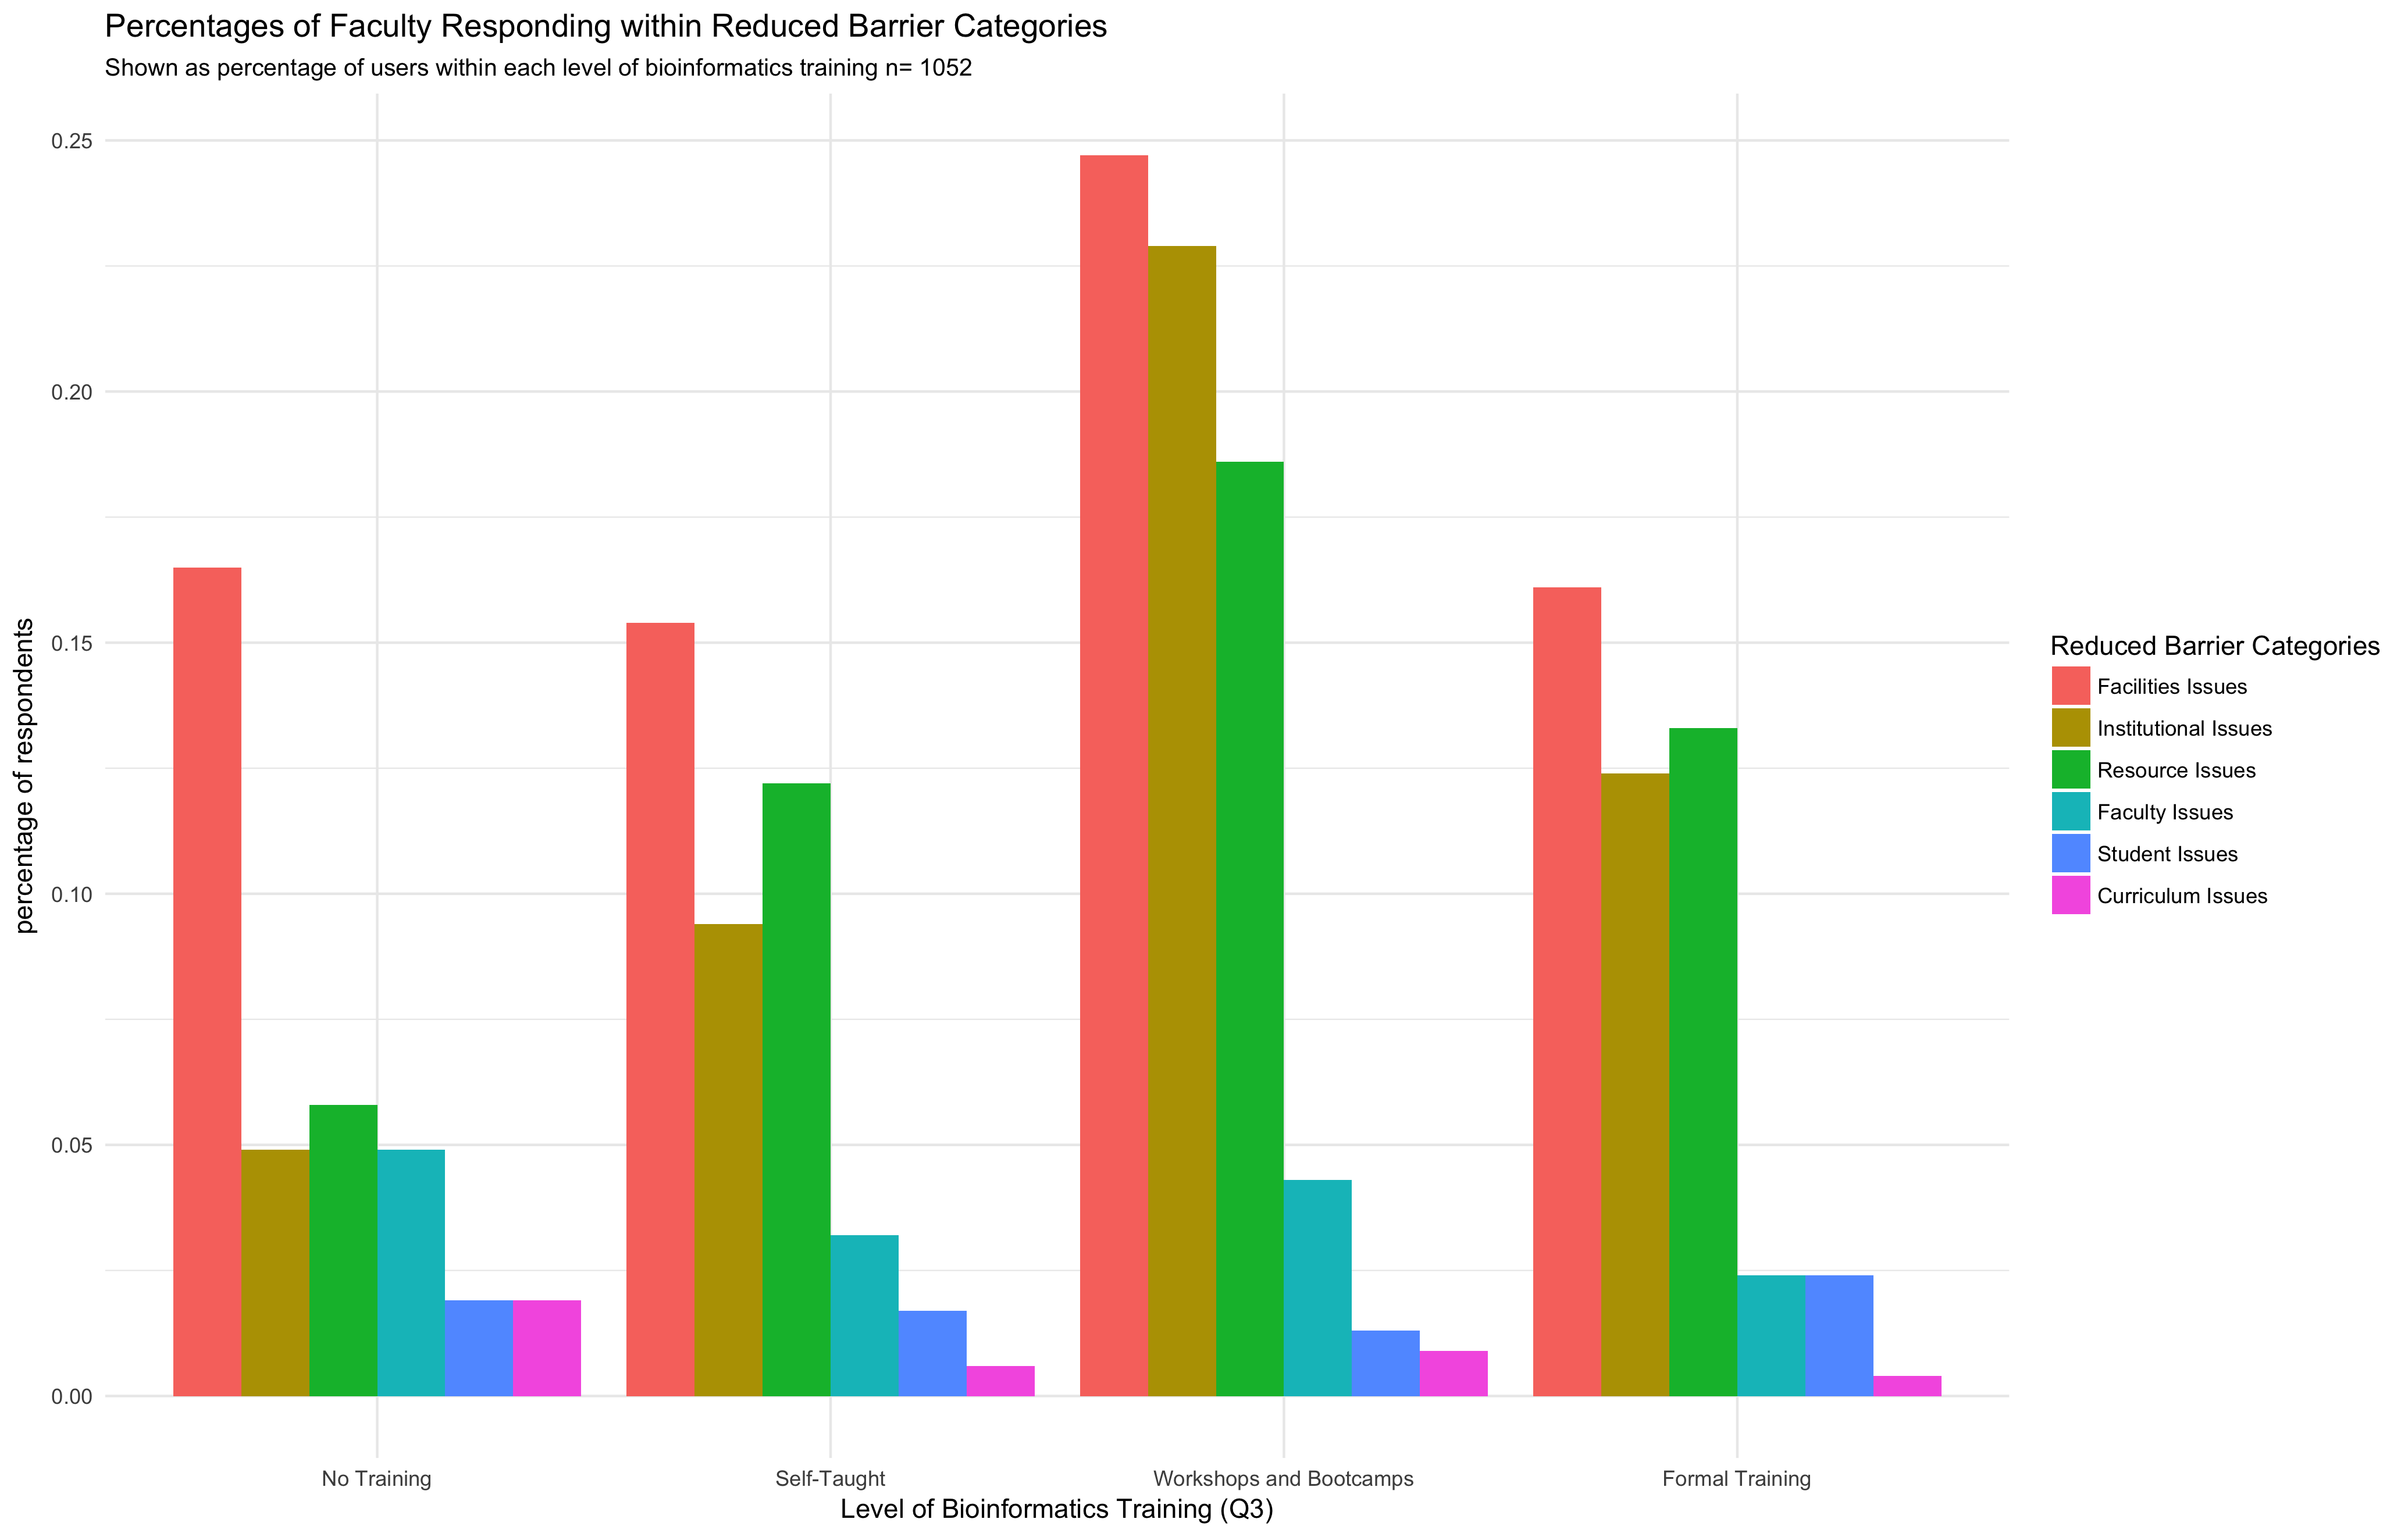 Percentages of Faculty Responding within Reduced Barrier Categories
Shown as percentage of users within each level of bioinformatics training n= 1052
0.25
0.20
0.15
0.10
0.05
0.00
percentage of respondents
No Training
Self-Taught
Workshops and Bootcamps
Formal Training
Level of Bioinformatics Training (Q3)
Reduced Barrier Categories
Facilities Issues
Institutional Issues
Resource Issues
Faculty Issues
Student Issues
Curriculum Issues